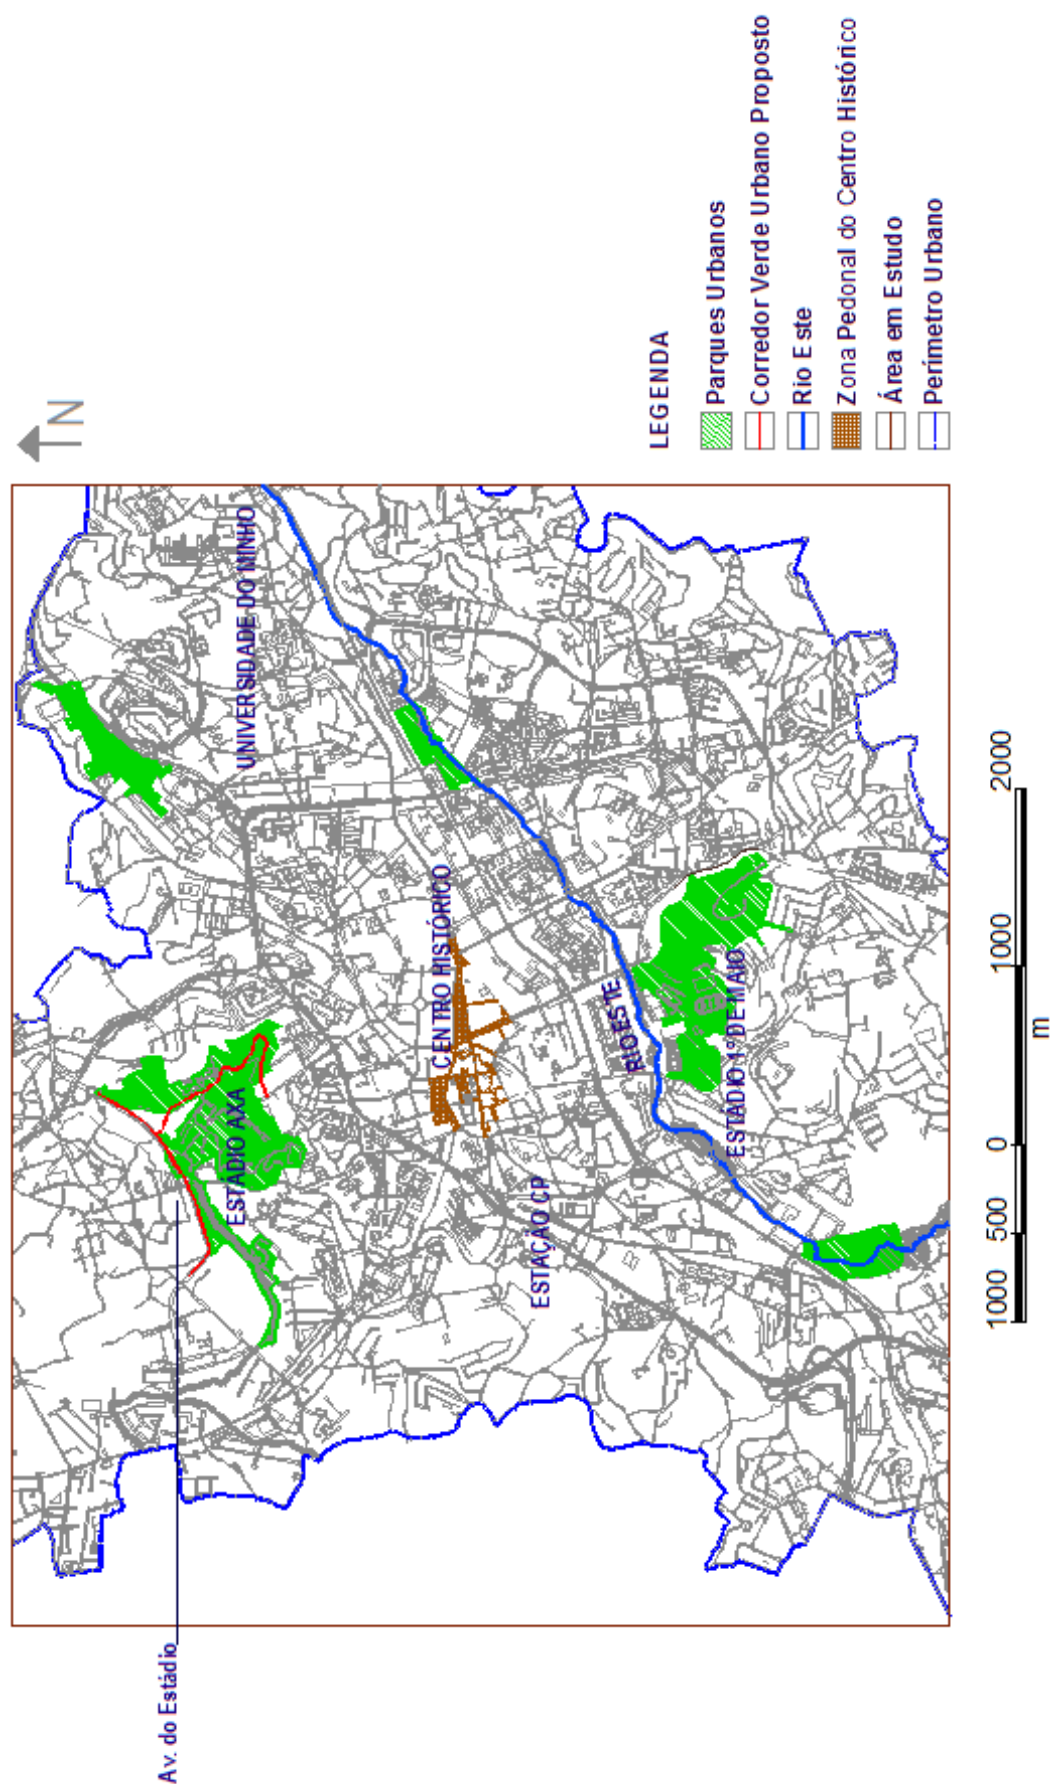 N
Av. do Estádio
ESTÁDIO AXA
UNIVERSIDADE DO MINHO
CENTRO HISTÓRICO
ESTAÇÃO CP
RIO ESTE
ESTÁDIO 1º DE MAIO
LEGENDA
Parques Urbanos
Corredor Verde Urbano Proposto
Rio Este
Zona Pedonal do Centro Histórico
Área em Estudo
Perímetro Urbano
1000 500 0 1000 2000
m